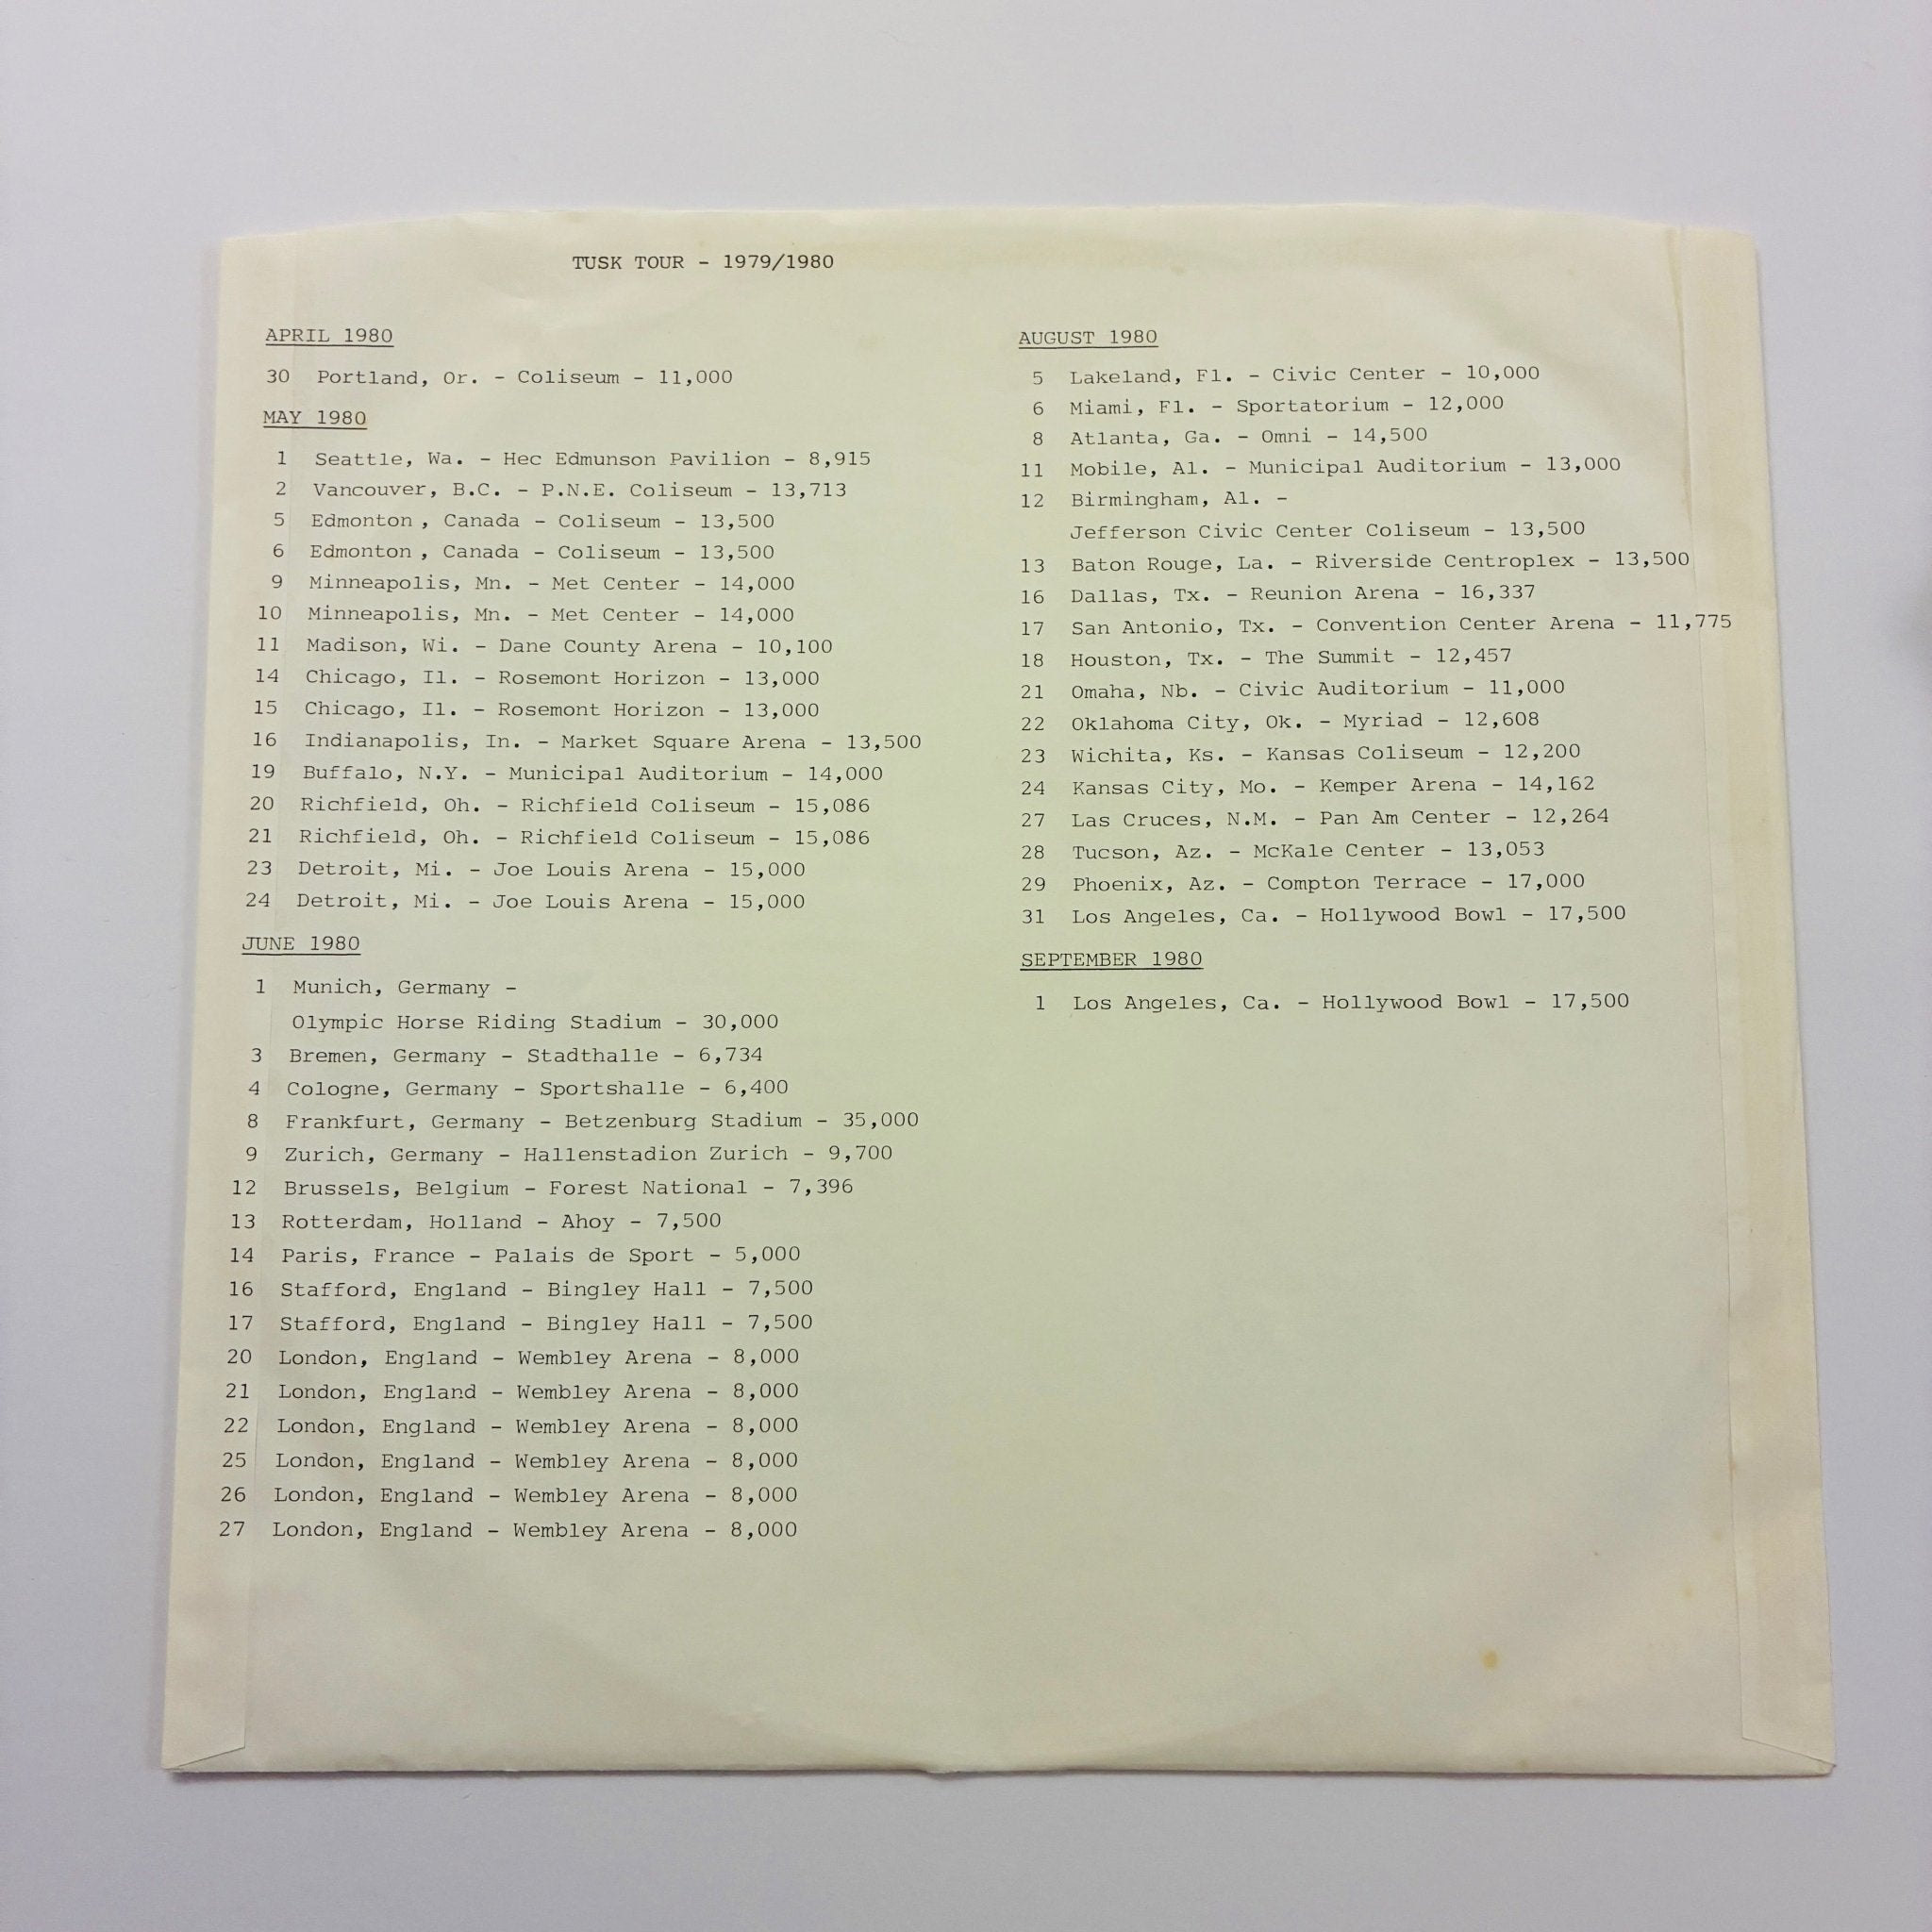 TUSK TOUR - 1979/1980
APRIL 1980
30 Portland, Or. - Coliseum - 11,000
MAY 1980
1 Seattle, Wa. - Hec Edmunson Pavilion - 8,915
2 Vancouver, B.C. - P.N.E. Coliseum - 13,713
5 Edmonton , Canada - Coliseum - 13,500
6 Edmonton , Canada - Coliseum - 13,500
9 Minneapolis, Mn. - Met Center - 14,000
10 Minneapolis, Mn. - Met Center - 14,000
11 Madison, Wi. - Dane County Arena - 10,100
14 Chicago, Il. - Rosemont Horizon - 13,000
15 Chicago, Il. - Rosemont Horizon - 13,000
16 Indianapolis, In. - Market Square Arena - 13,500
19 Buffalo, N.Y. - Municipal Auditorium - 14,000
20 Richfield, Oh. - Richfield Coliseum - 15,086
21 Richfield, Oh. - Richfield Coliseum - 15,086
23 Detroit, Mi. - Joe Louis Arena - 15,000
24 Detroit, Mi. - Joe Louis Arena - 15,000
JUNE 1980
1 Munich, Germany -
Olympic Horse Riding Stadium - 30,000
3 Bremen, Germany - Stadthalle - 6,734
4 Cologne, Germany - Sportshalle - 6,400
8 Frankfurt, Germany - Betzenburg Stadium - 35,000
9 Zurich, Germany - Hallenstadion Zurich - 9,700
12 Brussels, Belgium - Forest National - 7,396
13 Rotterdam, Holland - Ahoy - 7,500
14 Paris, France - Palais de Sport - 5,000
16 Stafford, England - Bingley Hall - 7,500
17 Stafford, England - Bingley Hall - 7,500
20 London, England - Wembley Arena - 8,000
21 London, England - Wembley Arena - 8,000
22 London, England - Wembley Arena - 8,000
25 London, England - Wembley Arena - 8,000
26 London, England - Wembley Arena - 8,000
27 London, England - Wembley Arena - 8,000
AUGUST 1980
5 Lakeland, Fl. - Civic Center - 10,000
6 Miami, Fl. - Sportatorium - 12,000
8 Atlanta, Ga. - Omni - 14,500
11 Mobile, Al. - Municipal Auditorium - 13,000
12 Birmingham, Al. -
Jefferson Civic Center Coliseum - 13,500
13 Baton Rouge, La. - Riverside Centroplex - 13,500
16 Dallas, Tx. - Reunion Arena - 16,337
17 San Antonio, Tx. - Convention Center Arena - 11,775
18 Houston, Tx. - The Summit - 12,457
21 Omaha, Nb. - Civic Auditorium - 11,000
22 Oklahoma City, Ok. - Myriad - 12,608
23 Wichita, Ks. - Kansas Coliseum - 12,200
24 Kansas City, Mo. - Kemper Arena - 14,162
27 Las Cruces, N.M. - Pan Am Center - 12,264
28 Tucson, Az. - McKale Center - 13,053
29 Phoenix, Az. - Compton Terrace - 17,000
31 Los Angeles, Ca. - Hollywood Bowl - 17,500
SEPTEMBER 1980
1 Los Angeles, Ca. - Hollywood Bowl - 17,500